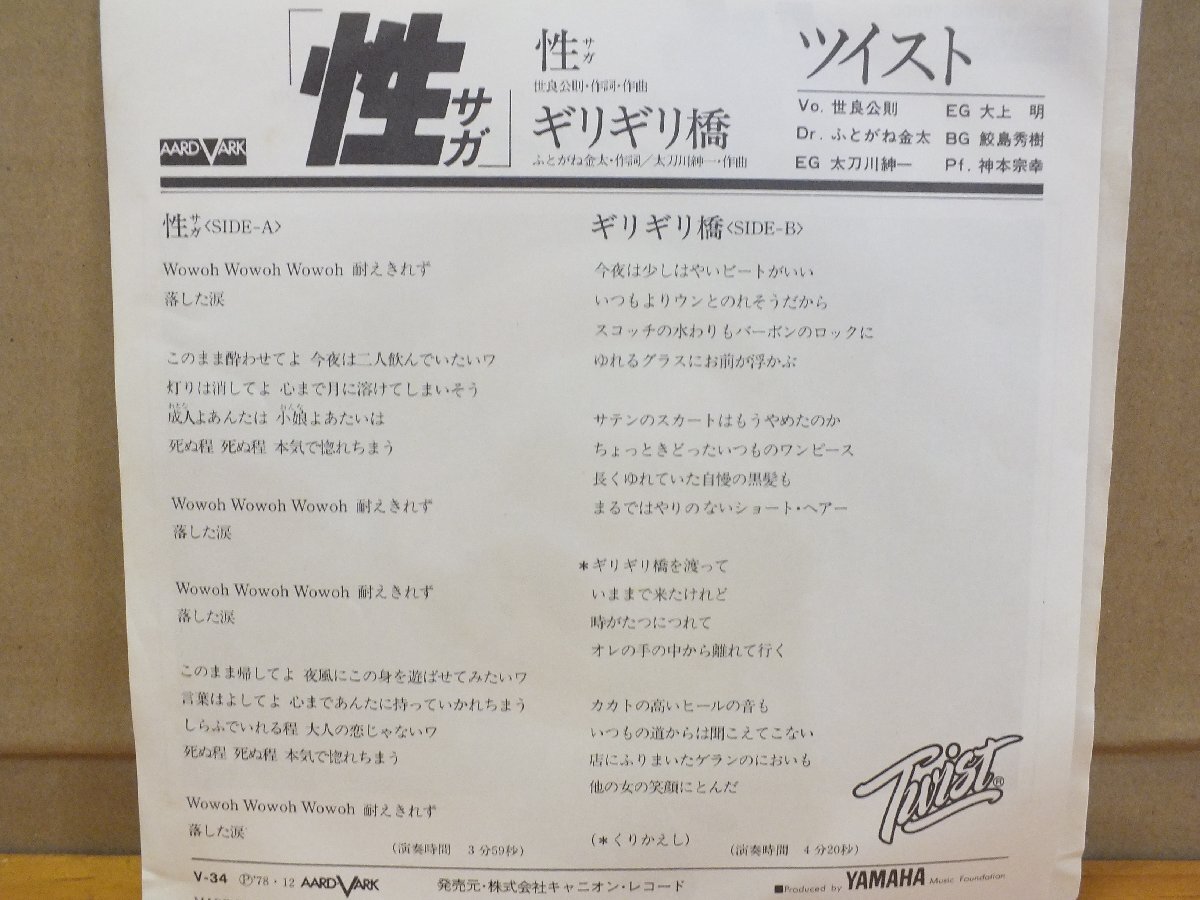 「性サガ」
AARDVARK
性サガ
世良公則・作詞・作曲
ギリギリ橋
ふとがね金太・作詞／太刀川紳一・作曲
ツイスト
Vo. 世良公則 EG 大上 明
Dr. ふとがね金太 BG 鮫島秀樹
EG 太刀川紳一 Pf. 神本宗幸
性サガ〈SIDE-A〉
Wowoh Wowoh Wowoh 耐えきれず
落した涙
このまま酔わせてよ 今夜は二人飲んでいたいワ
灯りは消してよ 心まで月に溶けてしまいそう
成人よあんたは 小娘よあたいは
死ぬ程 死ぬ程 本気で惚れちまう
Wowoh Wowoh Wowoh 耐えきれず
落した涙
Wowoh Wowoh Wowoh 耐えきれず
落した涙
このまま帰してよ 夜風にこの身を遊ばせてみたいワ
言葉はよしてよ 心まであんたに持っていかれちまう
しらふでいれる程 大人の恋じゃないワ
死ぬ程 死ぬ程 本気で惚れちまう
Wowoh Wowoh Wowoh 耐えきれず
落した涙
(演奏時間 3分59秒)
ギリギリ橋〈SIDE-B〉
今夜は少しはやいビートがいい
いつもよりウンとのれそうだから
スコッチの水わりもバーボンのロックに
ゆれるグラスにお前が浮かぶ
サテンのスカートはもうやめたのか
ちょっときどったいつものワンピース
長くゆれていた自慢の黒髪も
まるではやりのないショート・ヘアー
＊ギリギリ橋を渡って
いままで来たけれど
時がたつにつれて
オレの手の中から離れて行く
カカトの高いヒールの音も
いつもの道からは聞こえてこない
店にふりまいたゲランのにおいも
他の女の笑顔にとんだ
(＊くりかえし)
(演奏時間 4分20秒)
Twist®
V-34 Ⓟ'78・12 AARDVARK 発売元・株式会社キャニオン・レコード ■Produced by YAMAHA Music Foundation